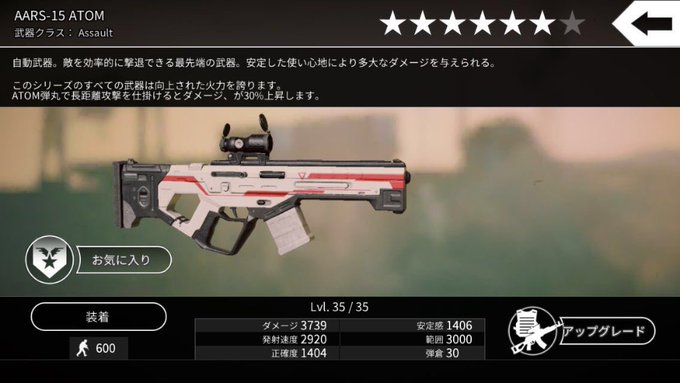 AARS-15 ATOM
武器クラス： Assault
自動武器。敵を効率的に撃退できる最先端の武器。安定した使い心地により多大なダメージを与えられる。
このシリーズのすべての武器は向上された火力を誇ります。
ATOM弾丸で長距離攻撃を仕掛けるとダメージ、が30%上昇します。
お気に入り
装着
600
Lvl. 35 / 35
ダメージ 3739
発射速度 2920
正確度 1404
安定感 1406
範囲 3000
弾倉 30
アップグレード